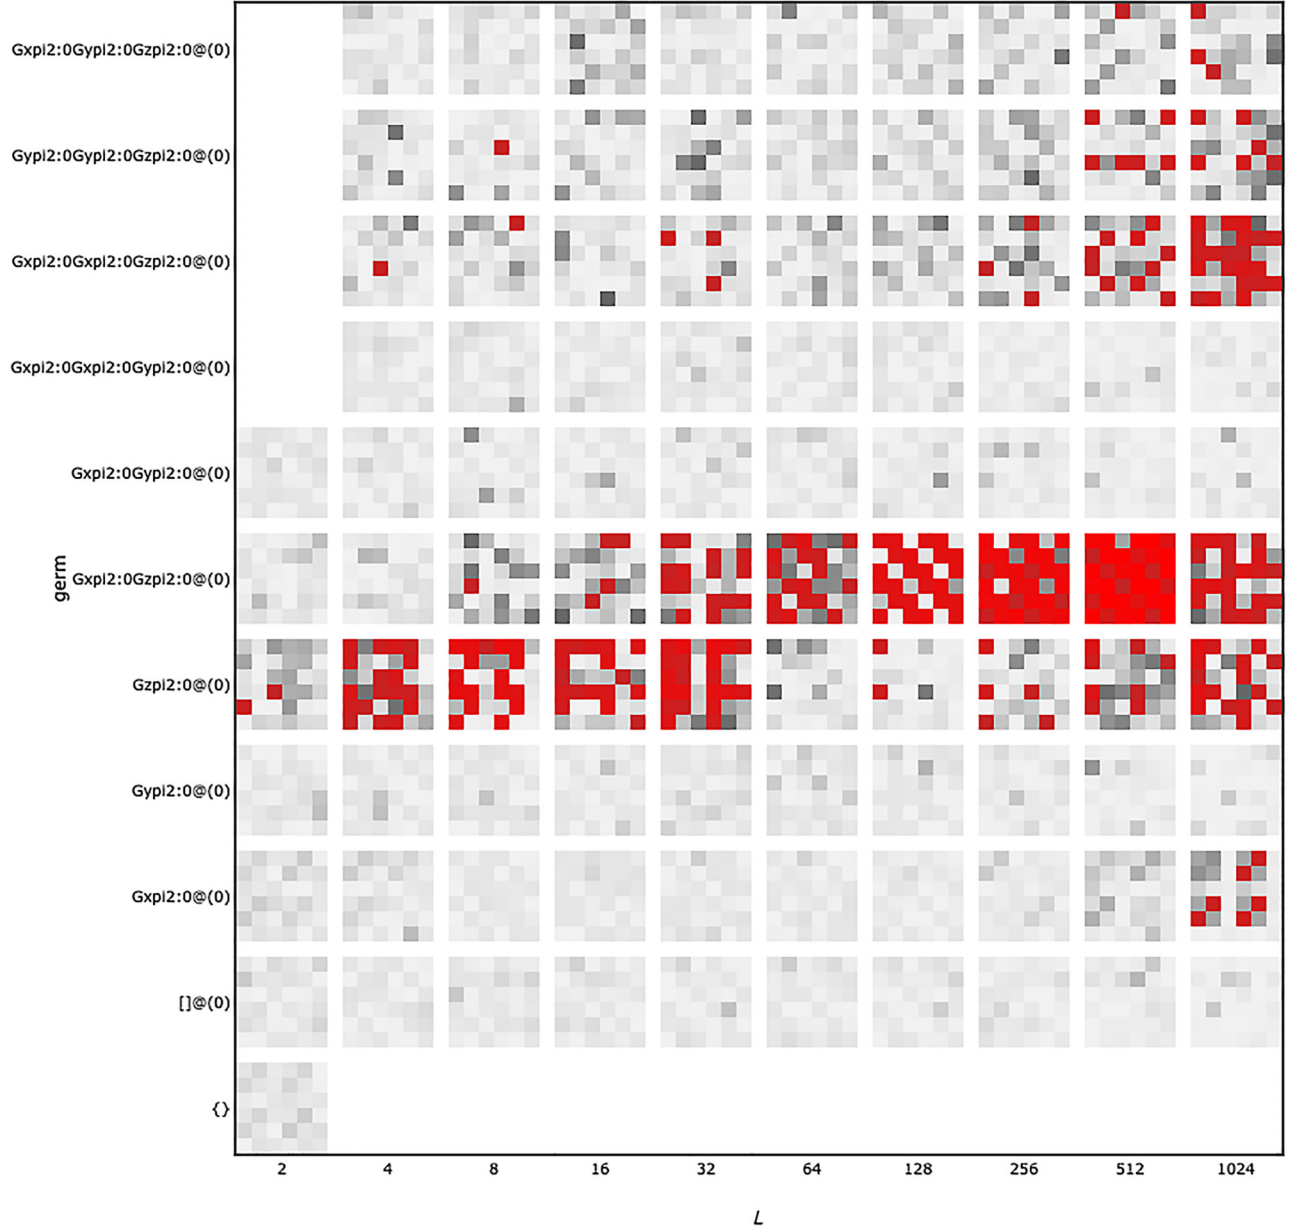 Gxpi2:0Gypi2:0Gzpi2:0@(0)
Gypi2:0Gypi2:0Gzpi2:0@(0)
Gxpi2:0Gxpi2:0Gzpi2:0@(0)
Gxpi2:0Gxpi2:0Gypi2:0@(0)
Gxpi2:0Gypi2:0@(0)
germ
Gxpi2:0Gzpi2:0@(0)
Gzpi2:0@(0)
Gypi2:0@(0)
Gxpi2:0@(0)
[]@(0)
{}
2 4 8 16 32 64 128 256 512 1024
L